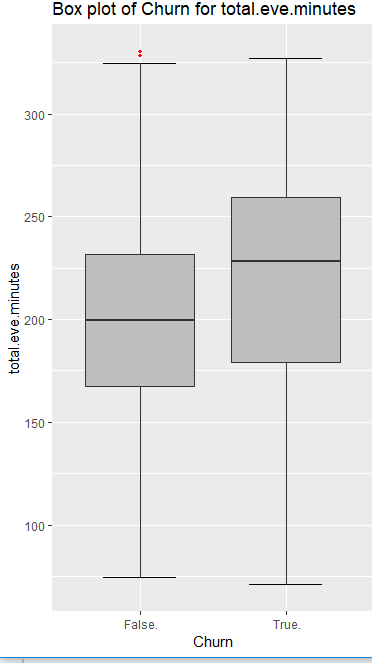 Box plot of Churn for total.eve.minutes
total.eve.minutes
300
250
200
150
100
False.
True.
Churn